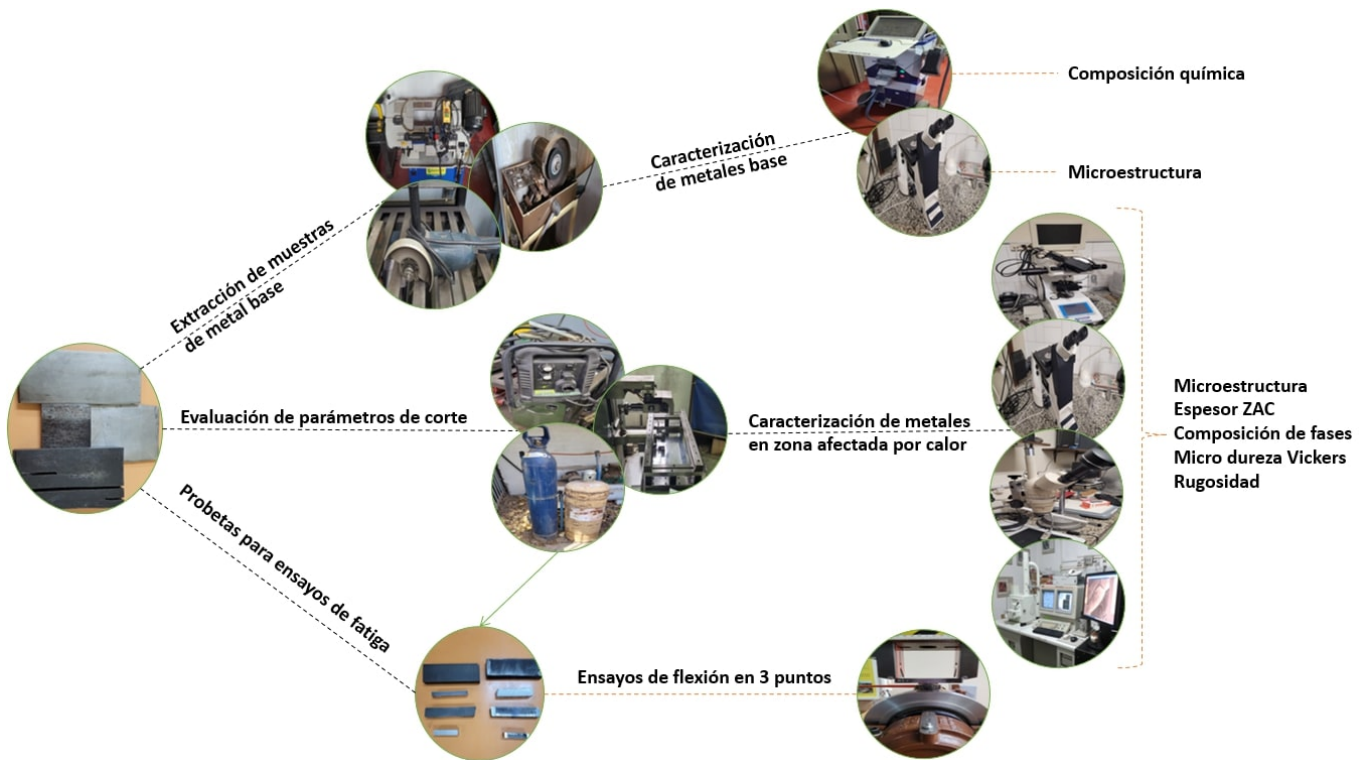 Composición química
Caracterización
de metales base
Microestructura
Extracción de muestras
de metal base
Evaluación de parámetros de corte
Caracterización de metales
en zona afectada por calor
Microestructura
Espesor ZAC
Composición de fases
Micro dureza Vickers
Rugosidad
Probetas para ensayos de fatiga
Ensayos de flexión en 3 puntos